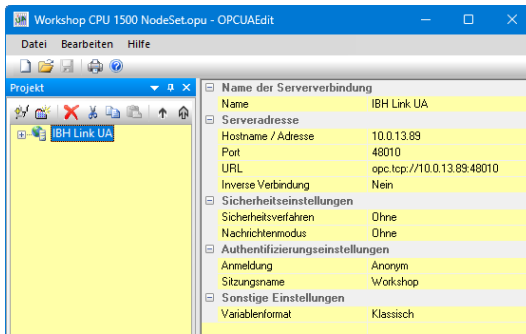 Workshop CPU 1500 NodeSet.opu - OPCUAEdit
Datei Bearbeiten Hilfe
Projekt
IBH Link UA
Name der Serververbindung
Name IBH Link UA
Serveradresse
Hostname / Adresse 10.0.13.89
Port 48010
URL opc.tcp://10.0.13.89:48010
Inverse Verbindung Nein
Sicherheitseinstellungen
Sicherheitsverfahren Ohne
Nachrichtenmodus Ohne
Authentifizierungseinstellungen
Anmeldung Anonym
Sitzungsname Workshop
Sonstige Einstellungen
Variablenformat Klassisch